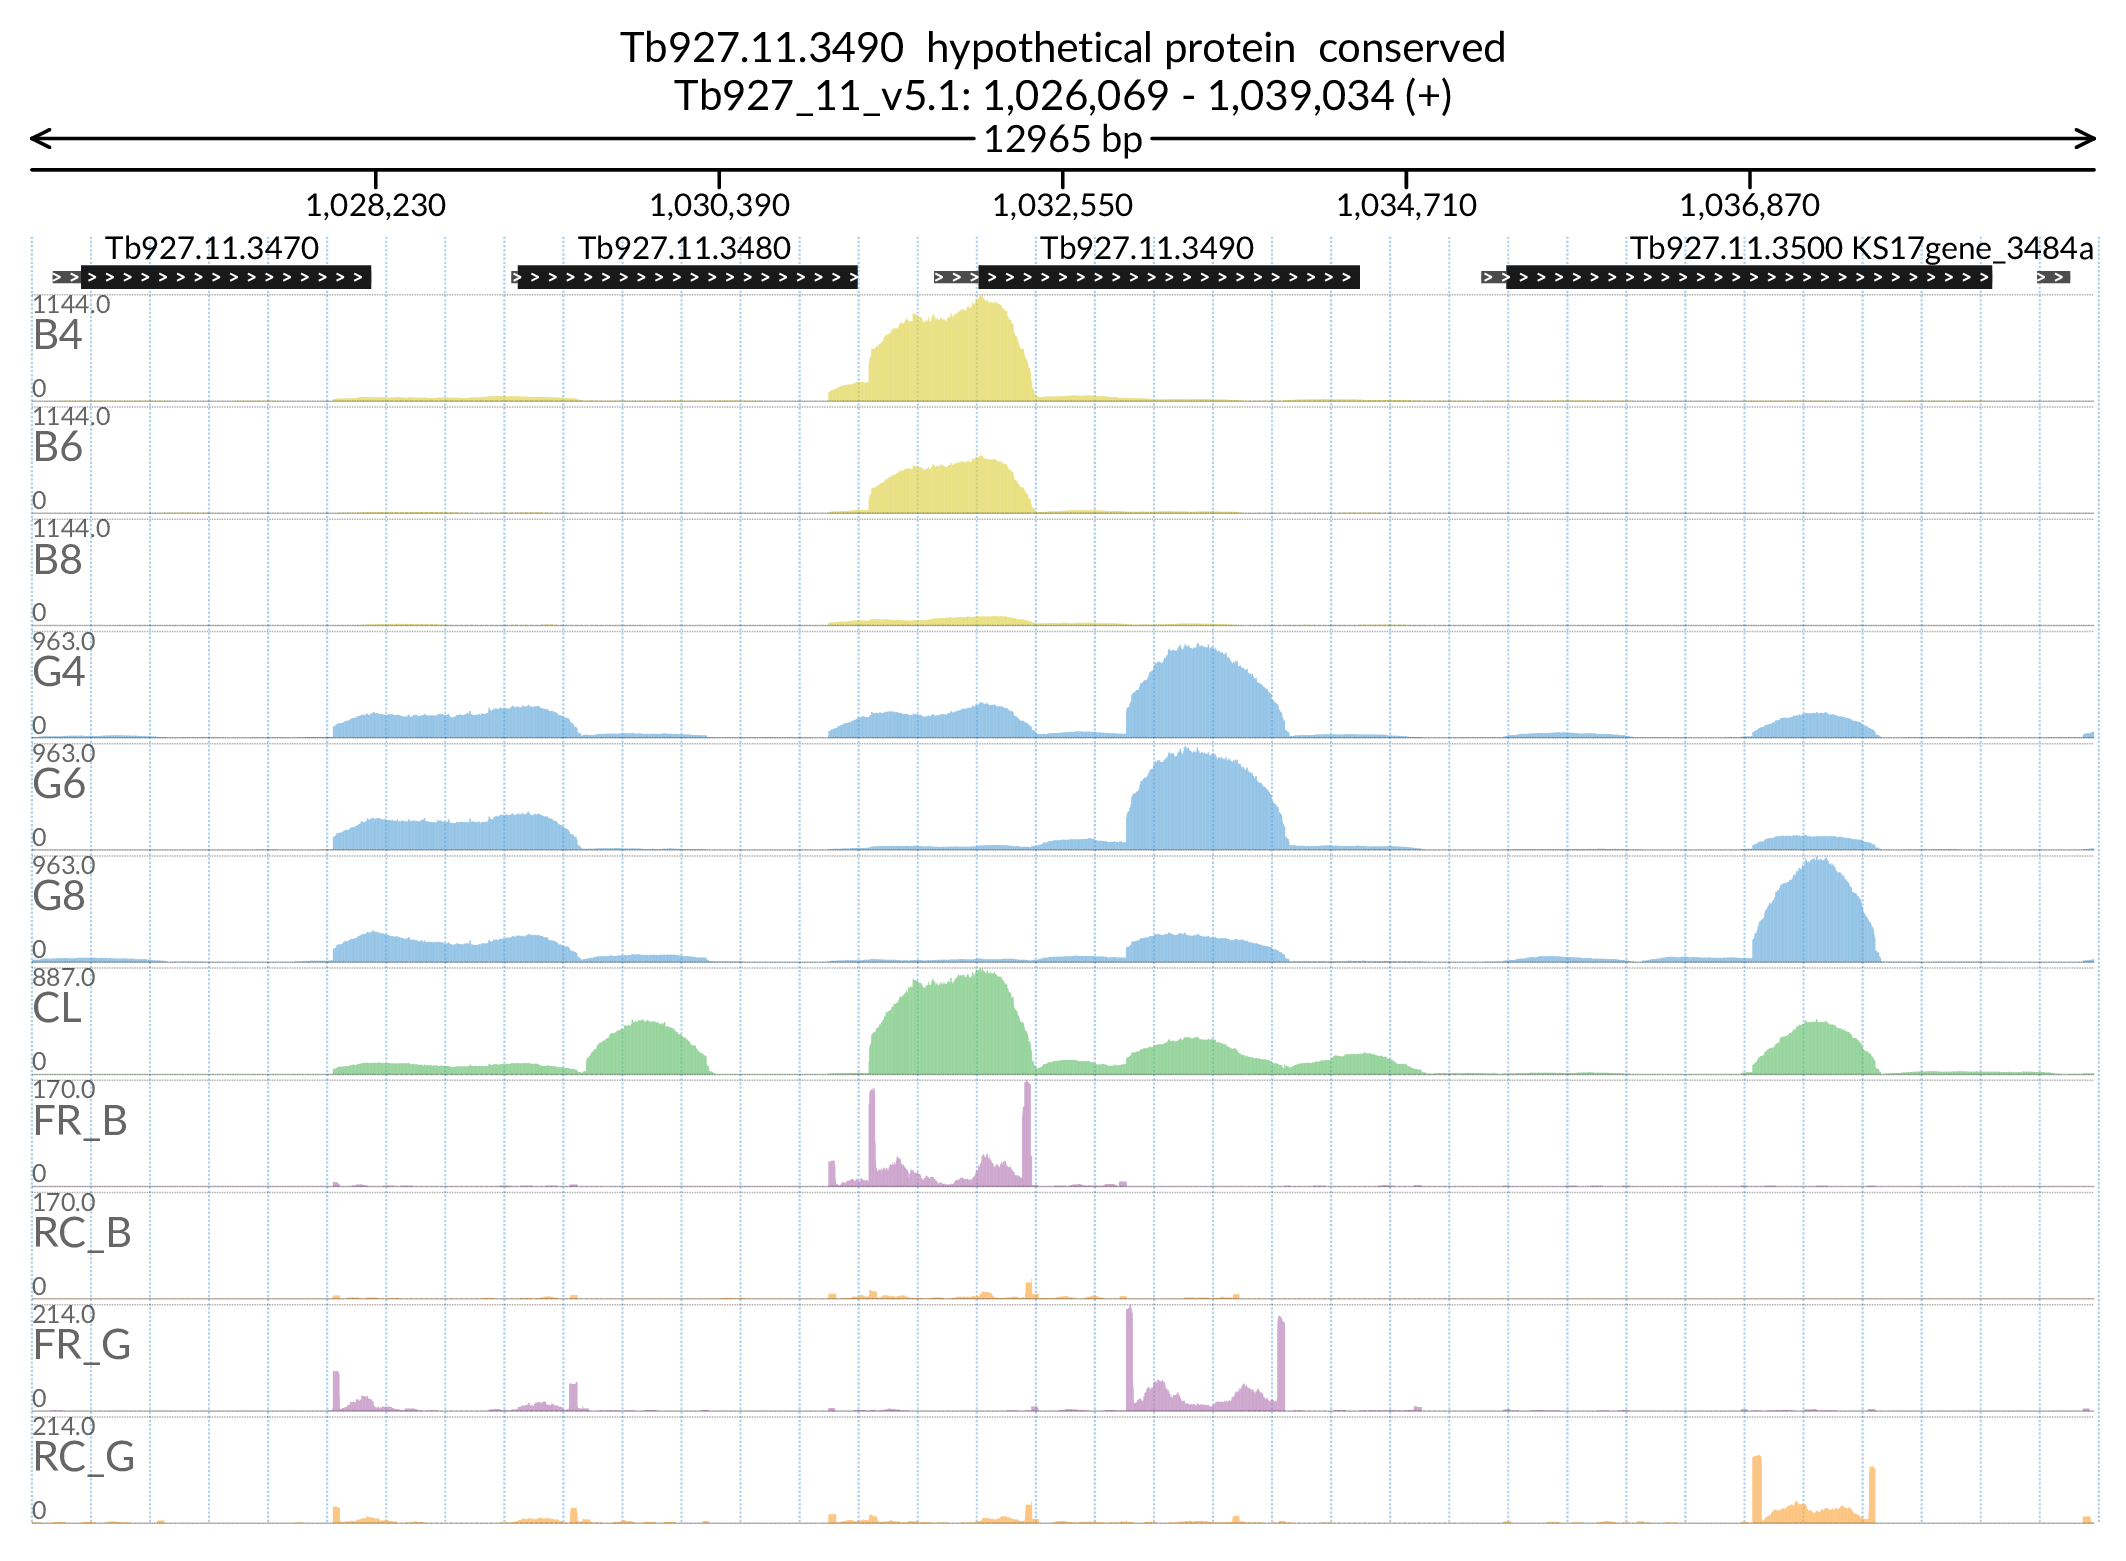 Tb927.11.3490  hypothetical protein  conserved
Tb927_11_v5.1: 1,026,069 - 1,039,034 (+)
12965 bp
1,028,230 1,030,390 1,032,550 1,034,710 1,036,870
Tb927.11.3470 Tb927.11.3480 Tb927.11.3490 Tb927.11.3500 KS17gene_3484a
1144.0
B4
0
1144.0
B6
0
1144.0
B8
0
963.0
G4
0
963.0
G6
0
963.0
G8
0
887.0
CL
0
170.0
FR_B
0
170.0
RC_B
0
214.0
FR_G
0
214.0
RC_G
0